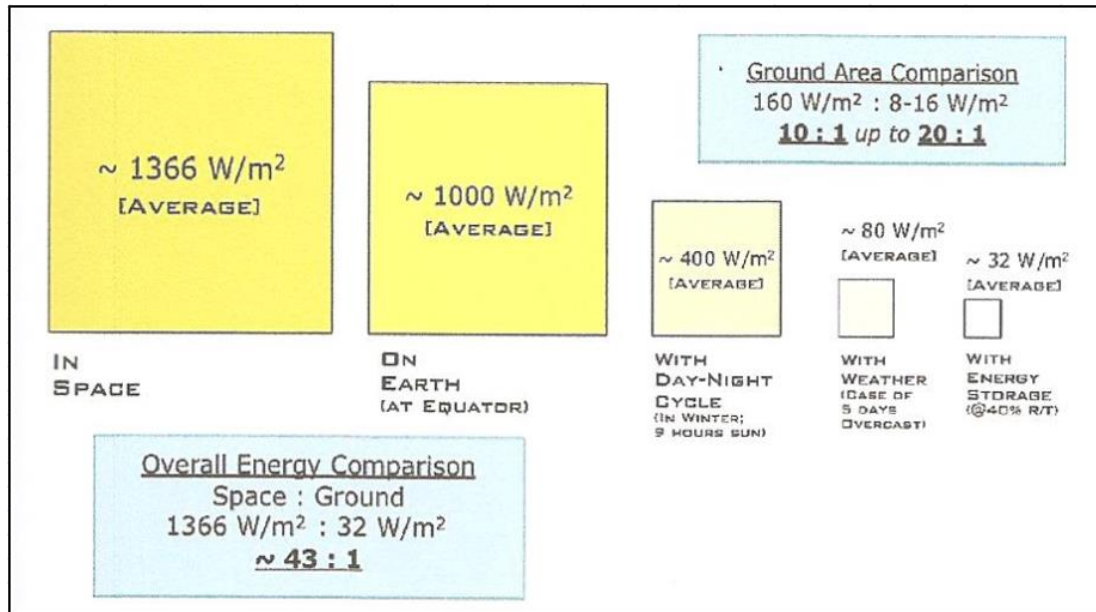 ~ 1366 W/m²
[AVERAGE]
IN
SPACE
~ 1000 W/m²
[AVERAGE]
ON
EARTH
(AT EQUATOR)
~ 400 W/m²
[AVERAGE]
WITH
DAY-NIGHT
CYCLE
(IN WINTER;
9 HOURS SUN)
~ 80 W/m²
[AVERAGE]
WITH
WEATHER
(CASE OF
5 DAYS
OVERCAST)
~ 32 W/m²
[AVERAGE]
WITH
ENERGY
STORAGE
(@40% R/T)
Ground Area Comparison
160 W/m² : 8-16 W/m²
10 : 1 up to 20 : 1
Overall Energy Comparison
Space : Ground
1366 W/m² : 32 W/m²
~ 43 : 1